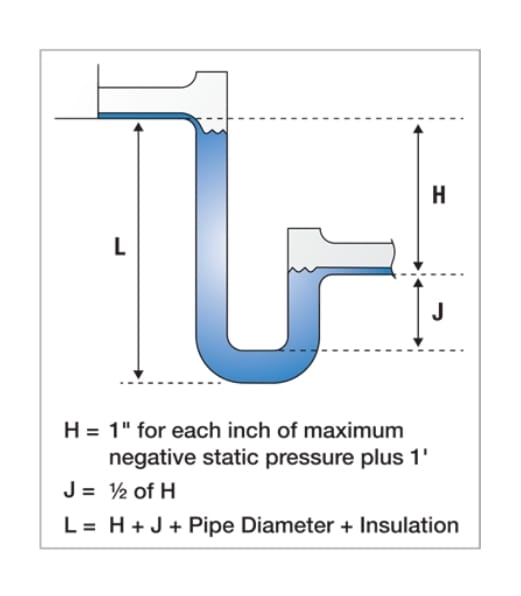 H
L
J
H = 1" for each inch of maximum
negative static pressure plus 1'
J = ½ of H
L = H + J + Pipe Diameter + Insulation